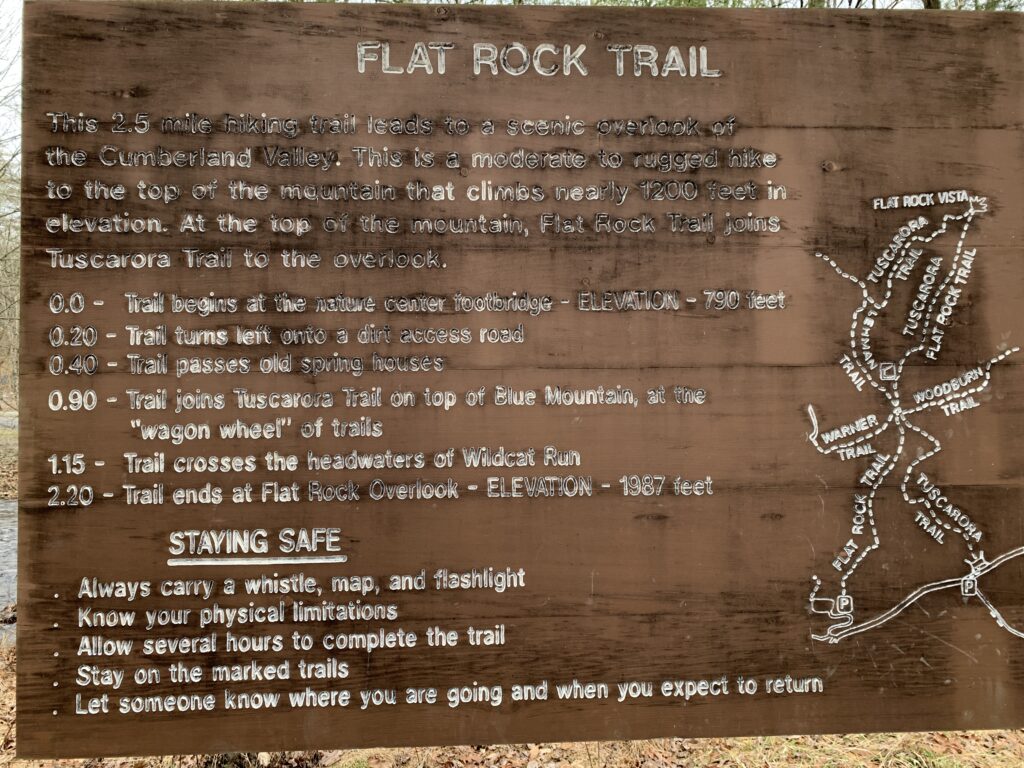 FLAT ROCK TRAIL
This 2.5 mile hiking trail leads to a scenic overlook of
the Cumberland Valley. This is a moderate to rugged hike
to the top of the mountain that climbs nearly 1200 feet in
elevation. At the top of the mountain, Flat Rock Trail joins
Tuscarora Trail to the overlook.
0.0 - Trail begins at the nature center footbridge - ELEVATION - 790 feet
0.20 - Trail turns left onto a dirt access road
0.40 - Trail passes old spring houses
0.90 - Trail joins Tuscarora Trail on top of Blue Mountain, at the
"wagon wheel" of trails
1.15 - Trail crosses the headwaters of Wildcat Run
2.20 - Trail ends at Flat Rock Overlook - ELEVATION - 1987 feet
STAYING SAFE
. Always carry a whistle, map, and flashlight
. Know your physical limitations
. Allow several hours to complete the trail
. Stay on the marked trails
. Let someone know where you are going and when you expect to return
FLAT ROCK VISTA
TUSCARORA
TRAIL
TUSCARORA
FLAT ROCK TRAIL
TRAIL
WOODBURN
TRAIL
WARNER
TRAIL
FLAT ROCK TRAIL
TUSCARORA
TRAIL
P
P